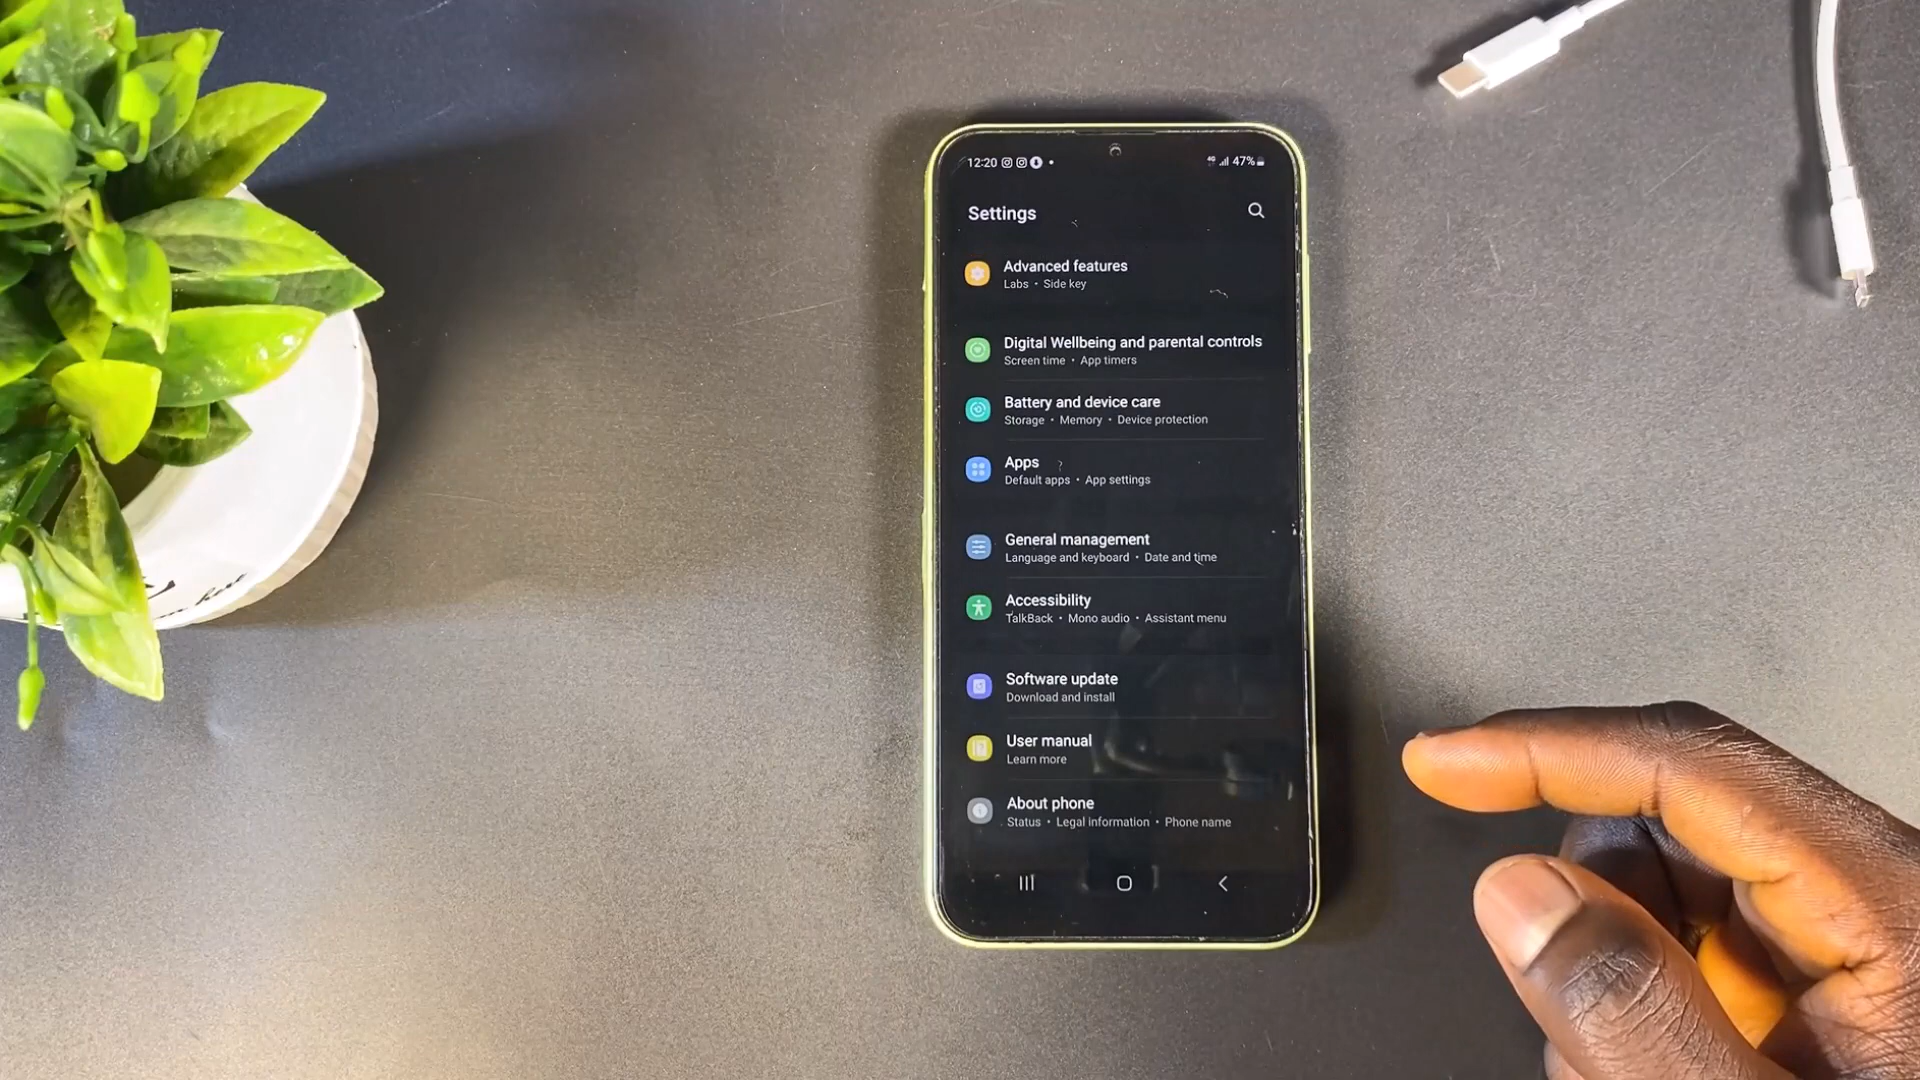 12:20
4G 47%
Settings
Advanced features
Labs • Side key
Digital Wellbeing and parental controls
Screen time • App timers
Battery and device care
Storage • Memory • Device protection
Apps
Default apps • App settings
General management
Language and keyboard • Date and time
Accessibility
TalkBack • Mono audio • Assistant menu
Software update
Download and install
User manual
Learn more
About phone
Status • Legal information • Phone name